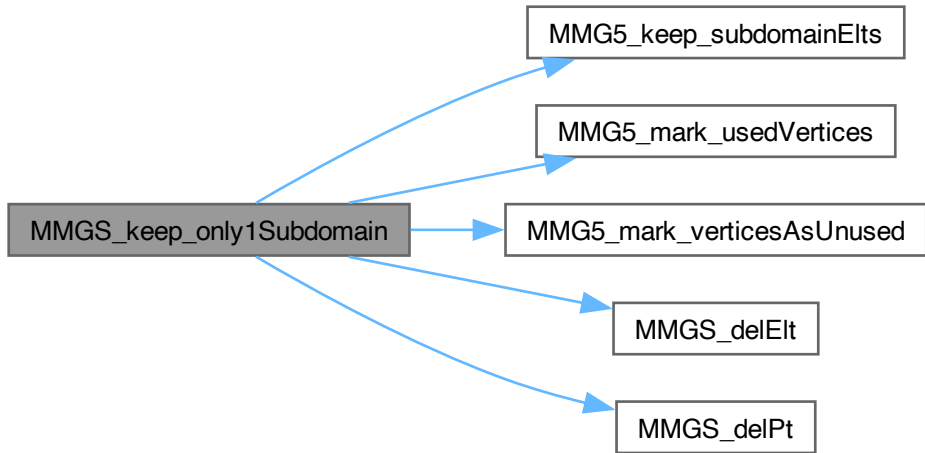 MMG5_keep_subdomainElts
MMG5_mark_usedVertices
MMGS_keep_only1Subdomain
MMG5_mark_verticesAsUnused
MMGS_delElt
MMGS_delPt